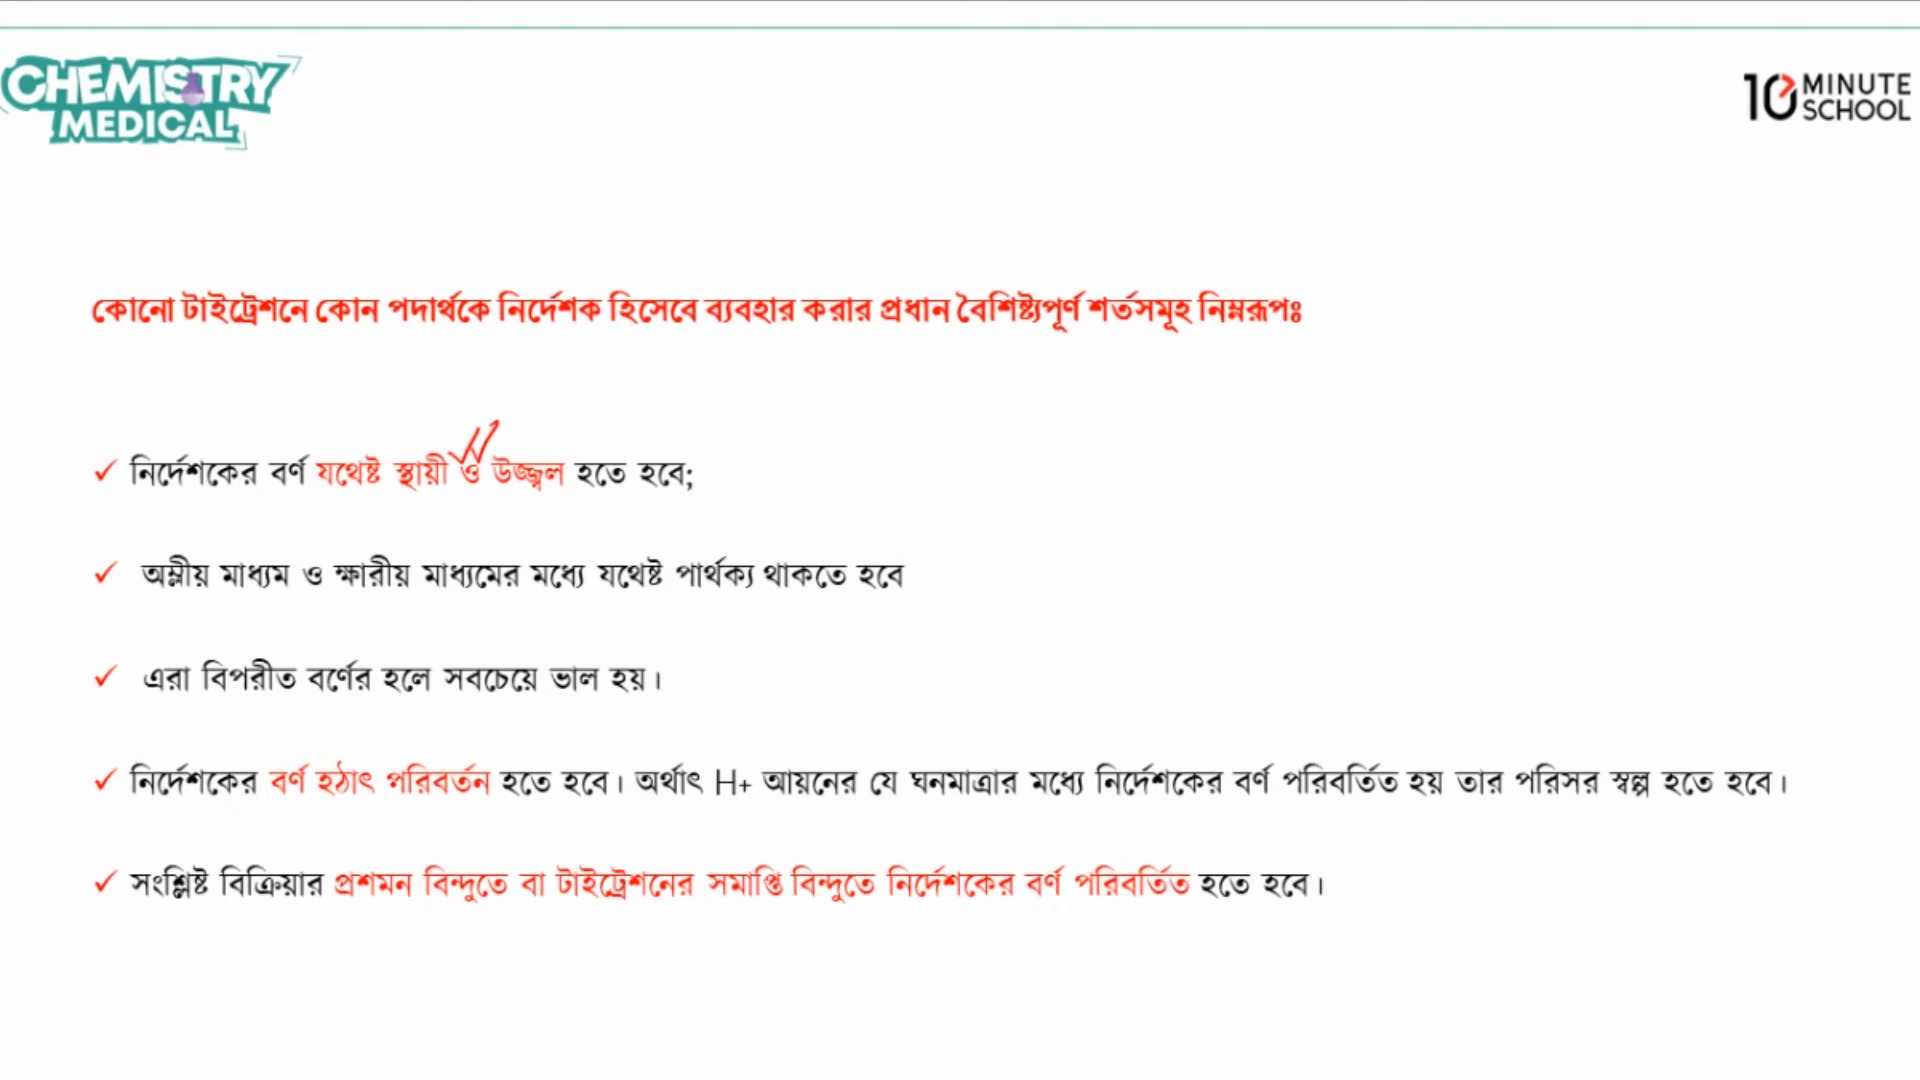 CHEMISTRY
MEDICAL
10 MINUTE
SCHOOL
কোনো টাইট্রেশনে কোন পদার্থকে নির্দেশক হিসেবে ব্যবহার করার প্রধান বৈশিষ্ট্যপূর্ণ শর্তসমূহ নিম্নরূপঃ
✓ নির্দেশকের বর্ণ যথেষ্ট স্থায়ী ও উজ্জ্বল হতে হবে;
✓ অম্লীয় মাধ্যম ও ক্ষারীয় মাধ্যমের মধ্যে যথেষ্ট পার্থক্য থাকতে হবে
✓ এরা বিপরীত বর্ণের হলে সবচেয়ে ভাল হয়।
✓ নির্দেশকের বর্ণ হঠাৎ পরিবর্তন হতে হবে। অর্থাৎ H+ আয়নের যে ঘনমাত্রার মধ্যে নির্দেশকের বর্ণ পরিবর্তিত হয় তার পরিসর স্বল্প হতে হবে।
✓ সংশ্লিষ্ট বিক্রিয়ার প্রশমন বিন্দুতে বা টাইট্রেশনের সমাপ্তি বিন্দুতে নির্দেশকের বর্ণ পরিবর্তিত হতে হবে।